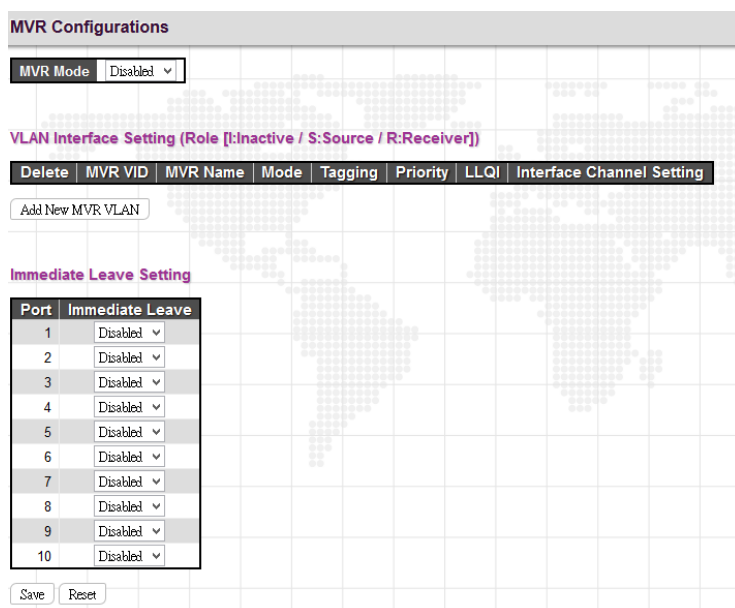 MVR Configurations
MVR Mode Disabled
VLAN Interface Setting (Role [I:Inactive / S:Source / R:Receiver])
Delete MVR VID MVR Name Mode Tagging Priority LLQI Interface Channel Setting
Add New MVR VLAN
Immediate Leave Setting
Port Immediate Leave
1 Disabled
2 Disabled
3 Disabled
4 Disabled
5 Disabled
6 Disabled
7 Disabled
8 Disabled
9 Disabled
10 Disabled
Save Reset